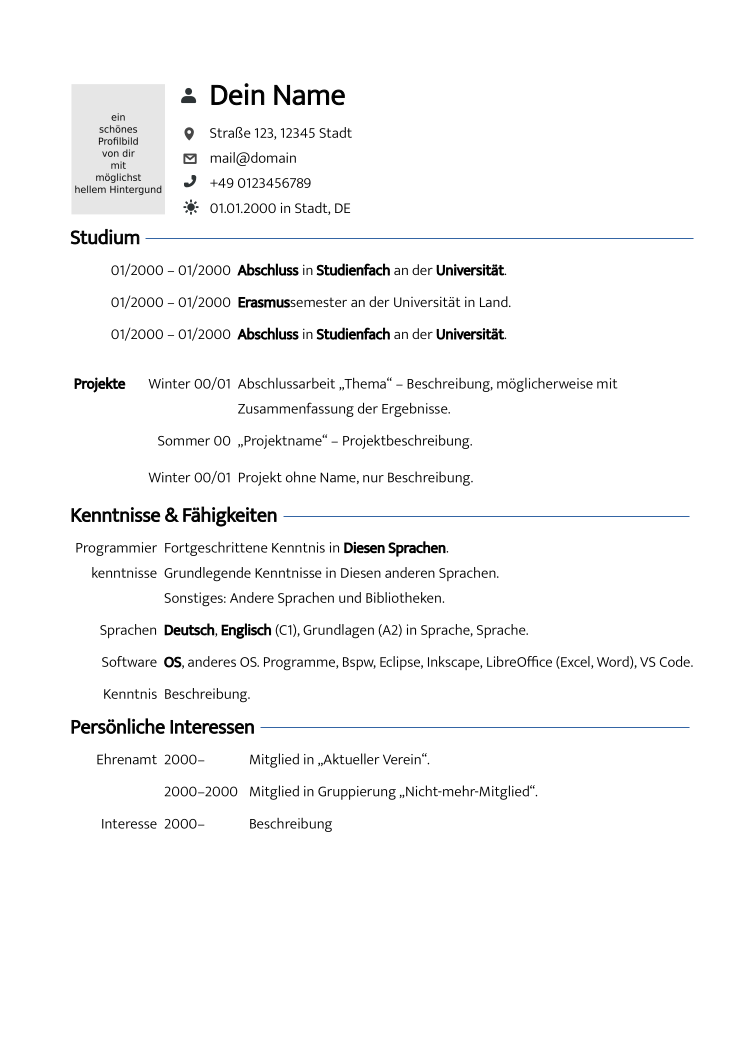 ein
schönes
Profilbild
von dir
mit
möglichst
hellem Hintergund
Dein Name
Straße 123, 12345 Stadt
mail@domain
+49 0123456789
01.01.2000 in Stadt, DE
Studium
01/2000 – 01/2000 Abschluss in Studienfach an der Universität.
01/2000 – 01/2000 Erasmussemester an der Universität in Land.
01/2000 – 01/2000 Abschluss in Studienfach an der Universität.
Projekte Winter 00/01 Abschlussarbeit „Thema“ – Beschreibung, möglicherweise mit
Zusammenfassung der Ergebnisse.
Sommer 00 „Projektname“ – Projektbeschreibung.
Winter 00/01 Projekt ohne Name, nur Beschreibung.
Kenntnisse & Fähigkeiten
Programmier Fortgeschrittene Kenntnis in Diesen Sprachen.
kenntnisse Grundlegende Kenntnisse in Diesen anderen Sprachen.
Sonstiges: Andere Sprachen und Bibliotheken.
Sprachen Deutsch, Englisch (C1), Grundlagen (A2) in Sprache, Sprache.
Software OS, anderes OS. Programme, Bspw, Eclipse, Inkscape, LibreOffice (Excel, Word), VS Code.
Kenntnis Beschreibung.
Persönliche Interessen
Ehrenamt 2000– Mitglied in „Aktueller Verein“.
2000–2000 Mitglied in Gruppierung „Nicht-mehr-Mitglied“.
Interesse 2000– Beschreibung